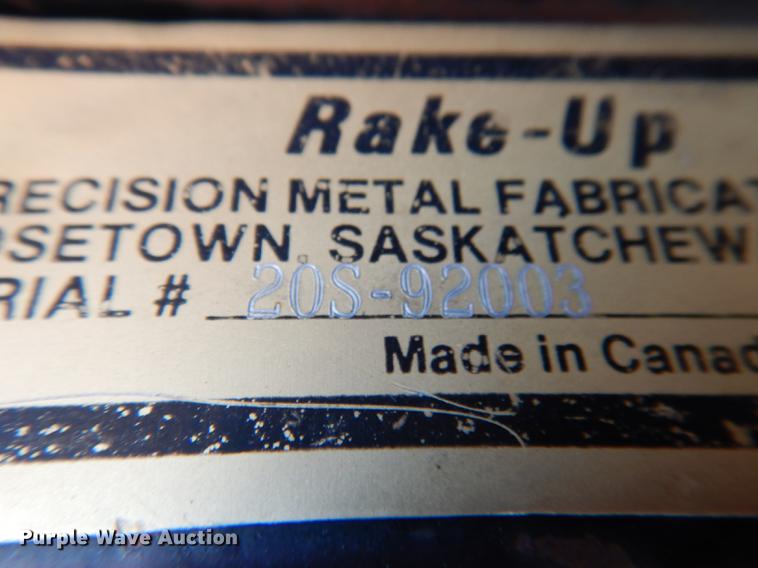 Rake-Up
RECISION METAL FABRICAT
OSETOWN, SASKATCHEW
RIAL # 20S-92003
Made in Canad
Purple Wave Auction